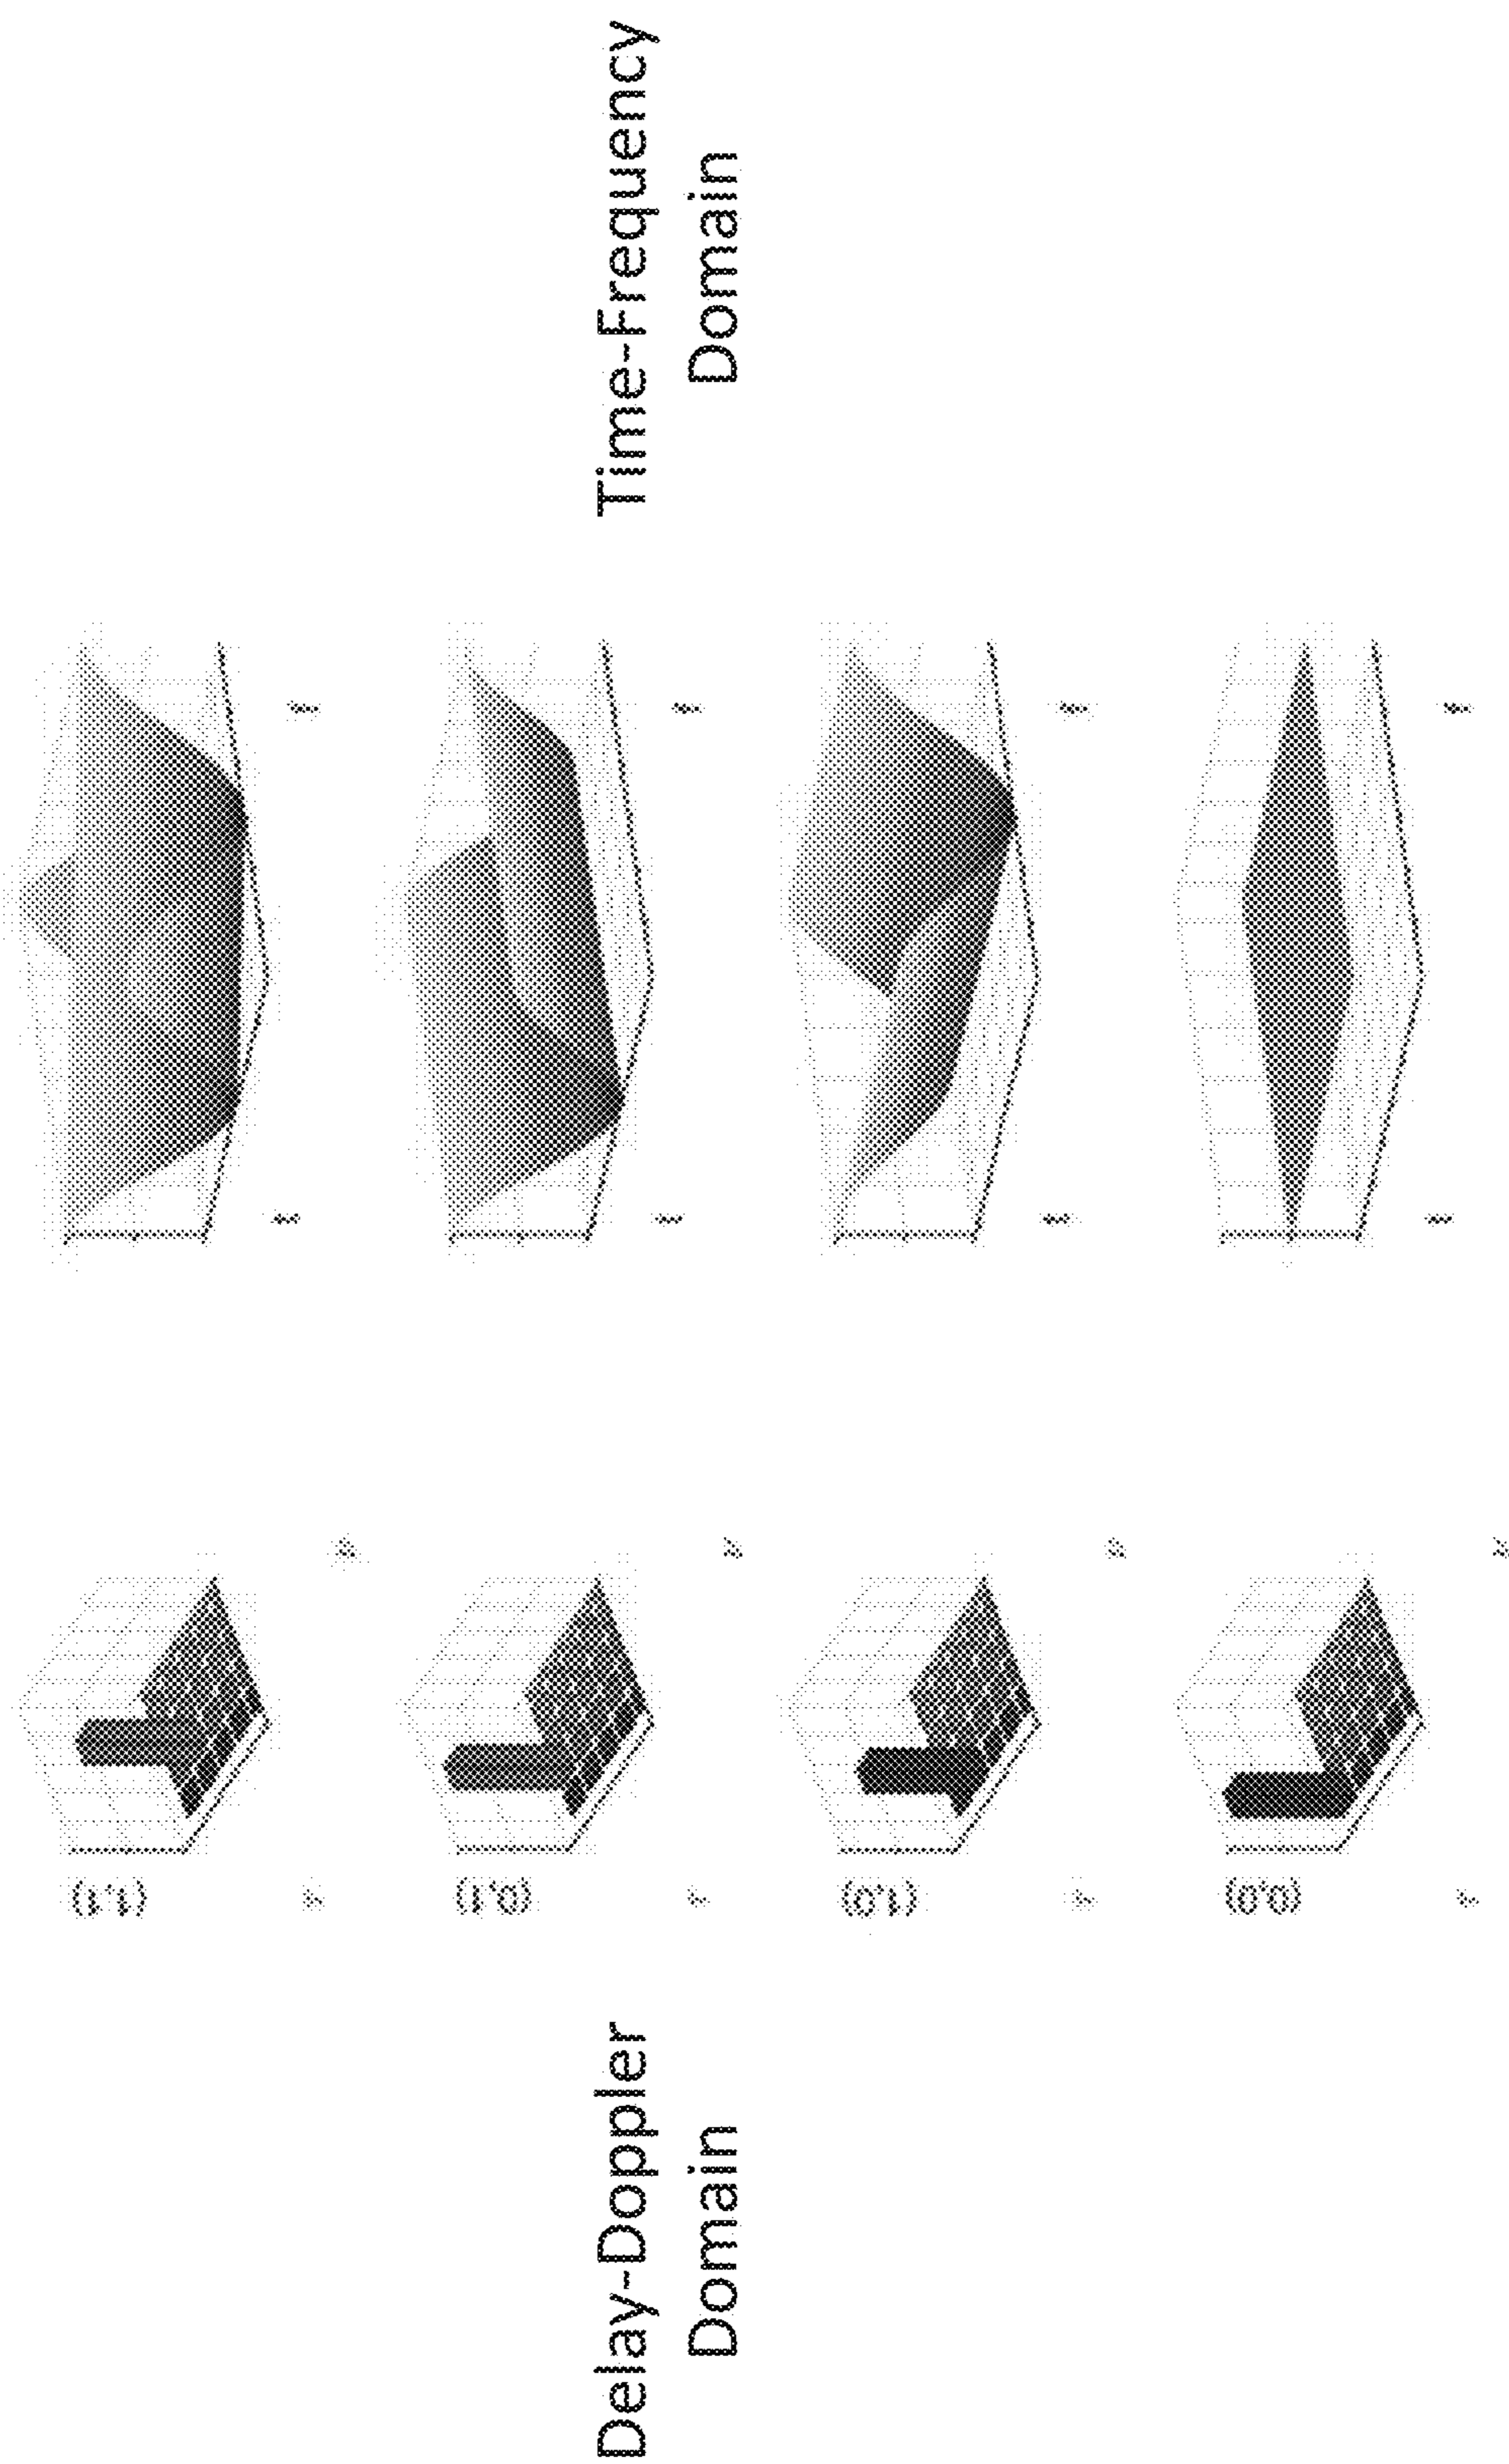 (1,1)
(0,1)
Delay-Doppler
Domain
Time-Frequency
Domain
(1,0)
(0,0)